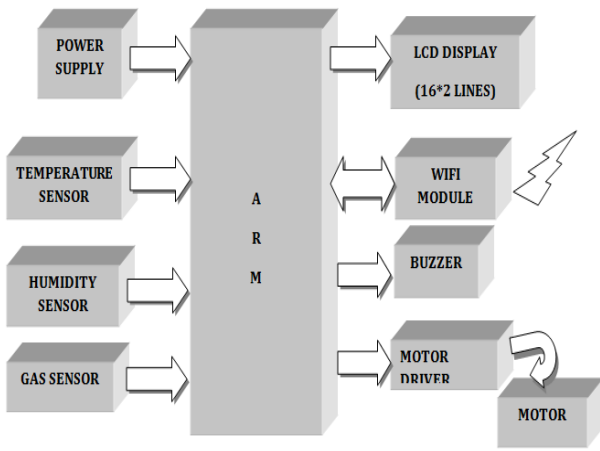 POWER
SUPPLY
LCD DISPLAY
(16*2 LINES)
TEMPERATURE
SENSOR
A
R
M
WIFI
MODULE
HUMIDITY
SENSOR
BUZZER
GAS SENSOR
MOTOR
DRIVER
MOTOR